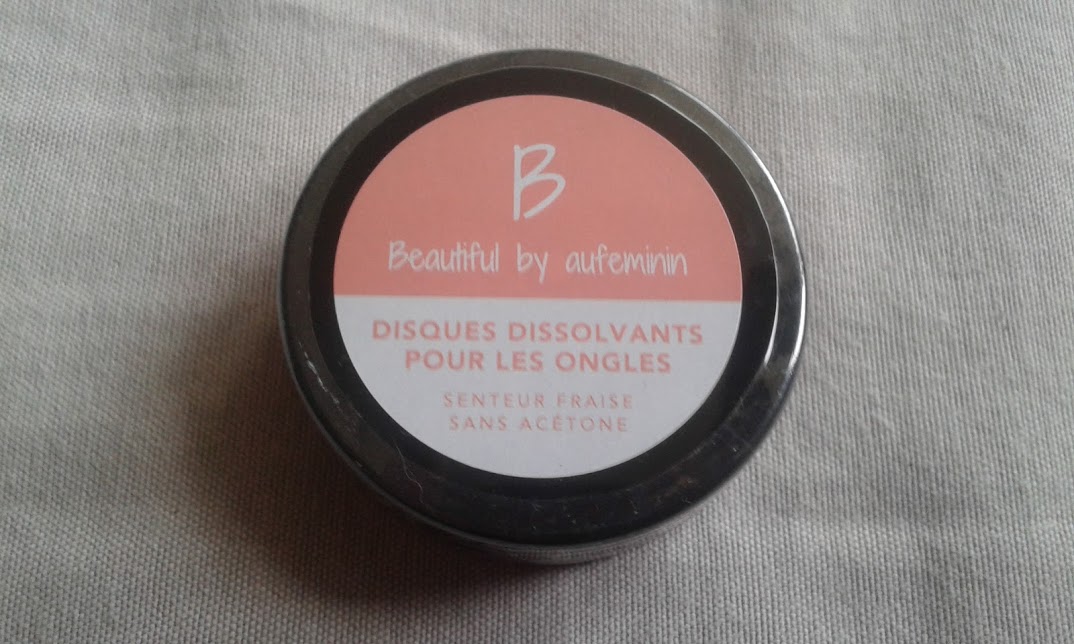 B
Beautiful by aufeminin
DISQUES DISSOLVANTS
POUR LES ONGLES
SENTEUR FRAISE
SANS ACÉTONE